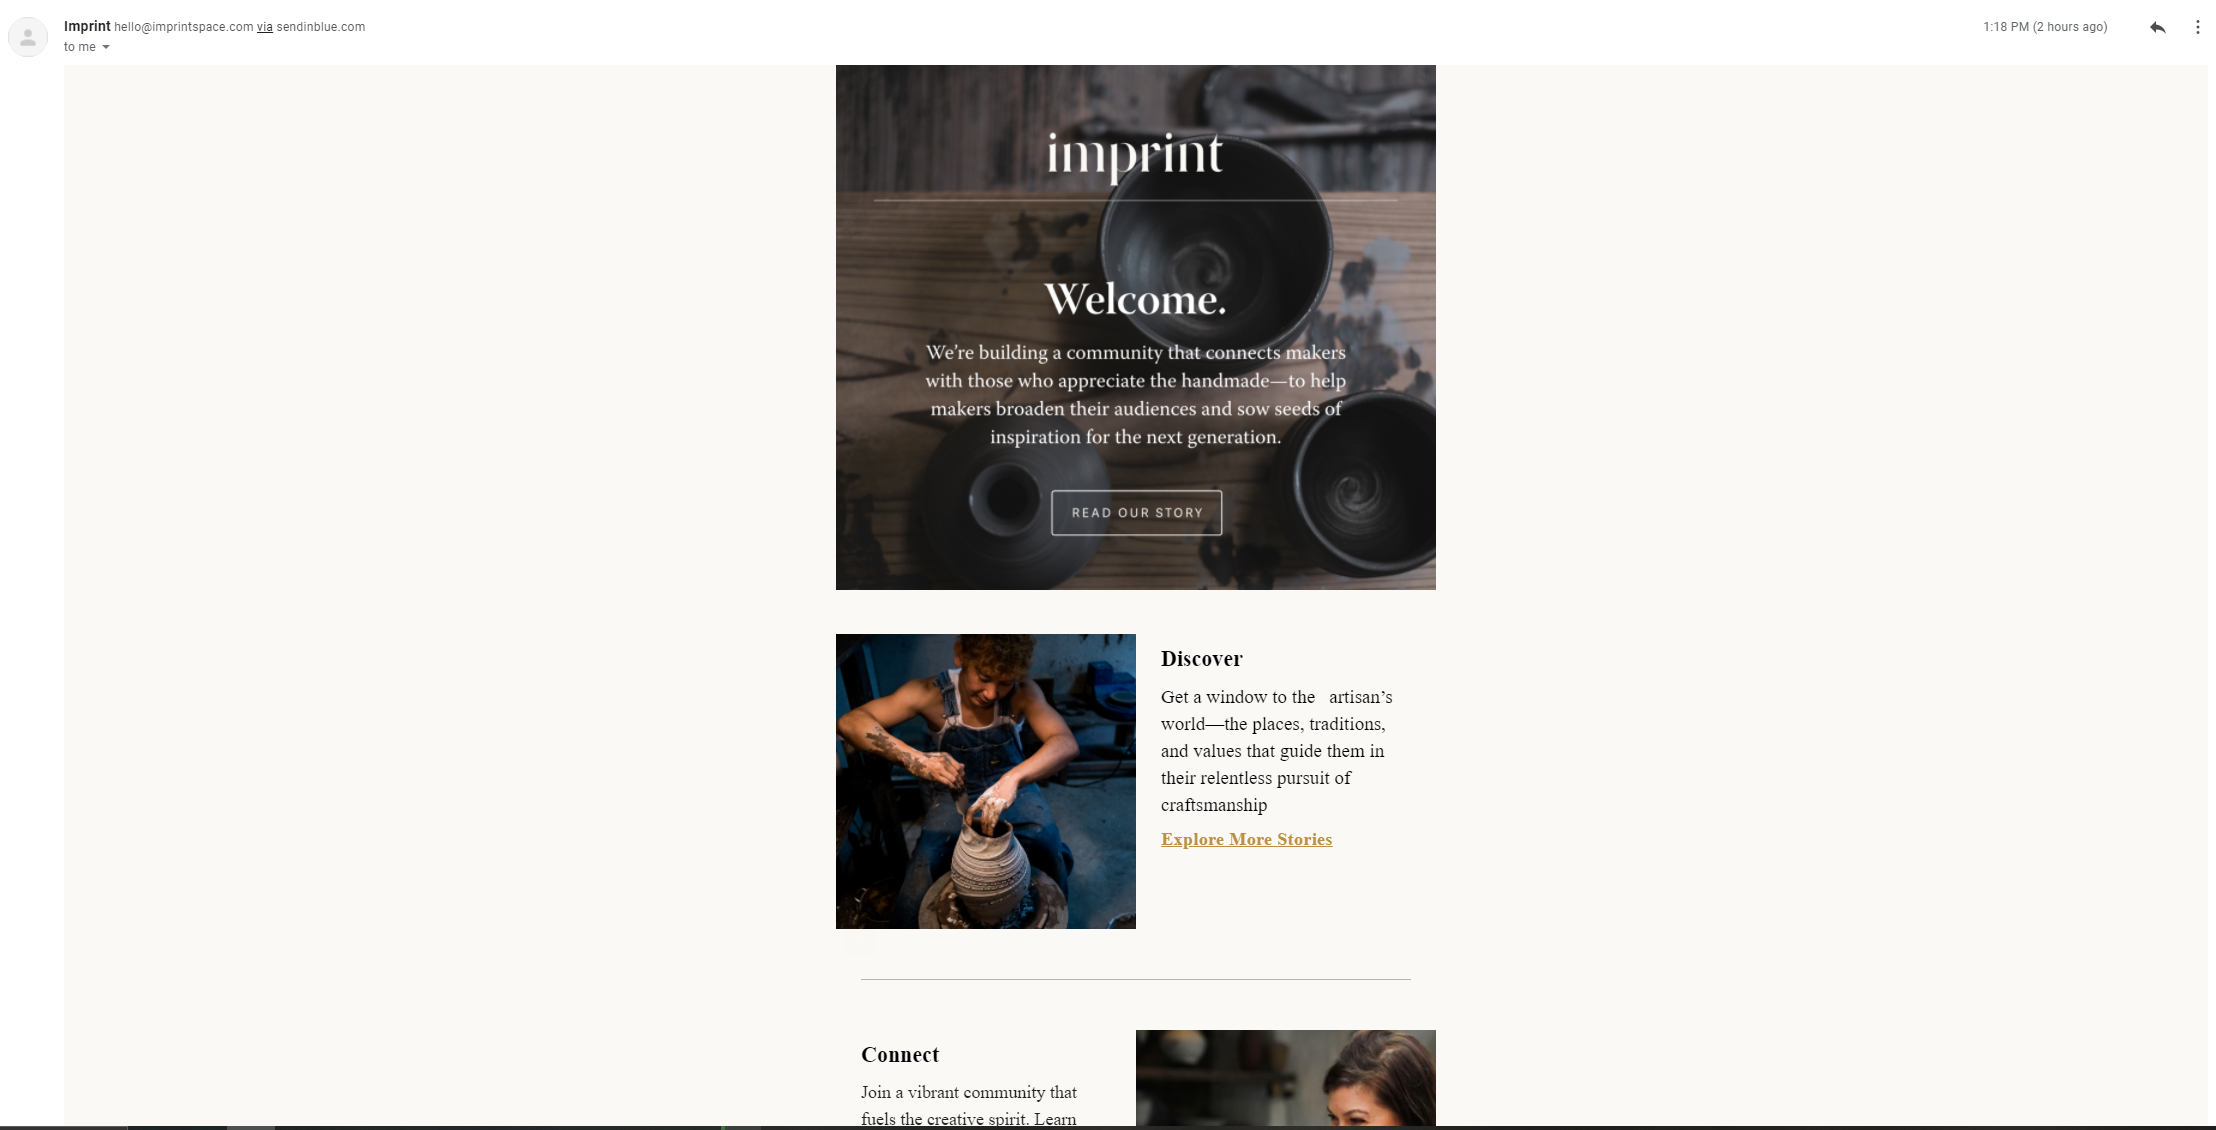 Imprint hello@imprintspace.com via sendinblue.com
1:18 PM (2 hours ago)
to me
imprint
Welcome.
We’re building a community that connects makers
with those who appreciate the handmade—to help
makers broaden their audiences and sow seeds of
inspiration for the next generation.
READ OUR STORY
Discover
Get a window to the artisan’s
world—the places, traditions,
and values that guide them in
their relentless pursuit of
craftsmanship
Explore More Stories
Connect
Join a vibrant community that
fuels the creative spirit. Learn